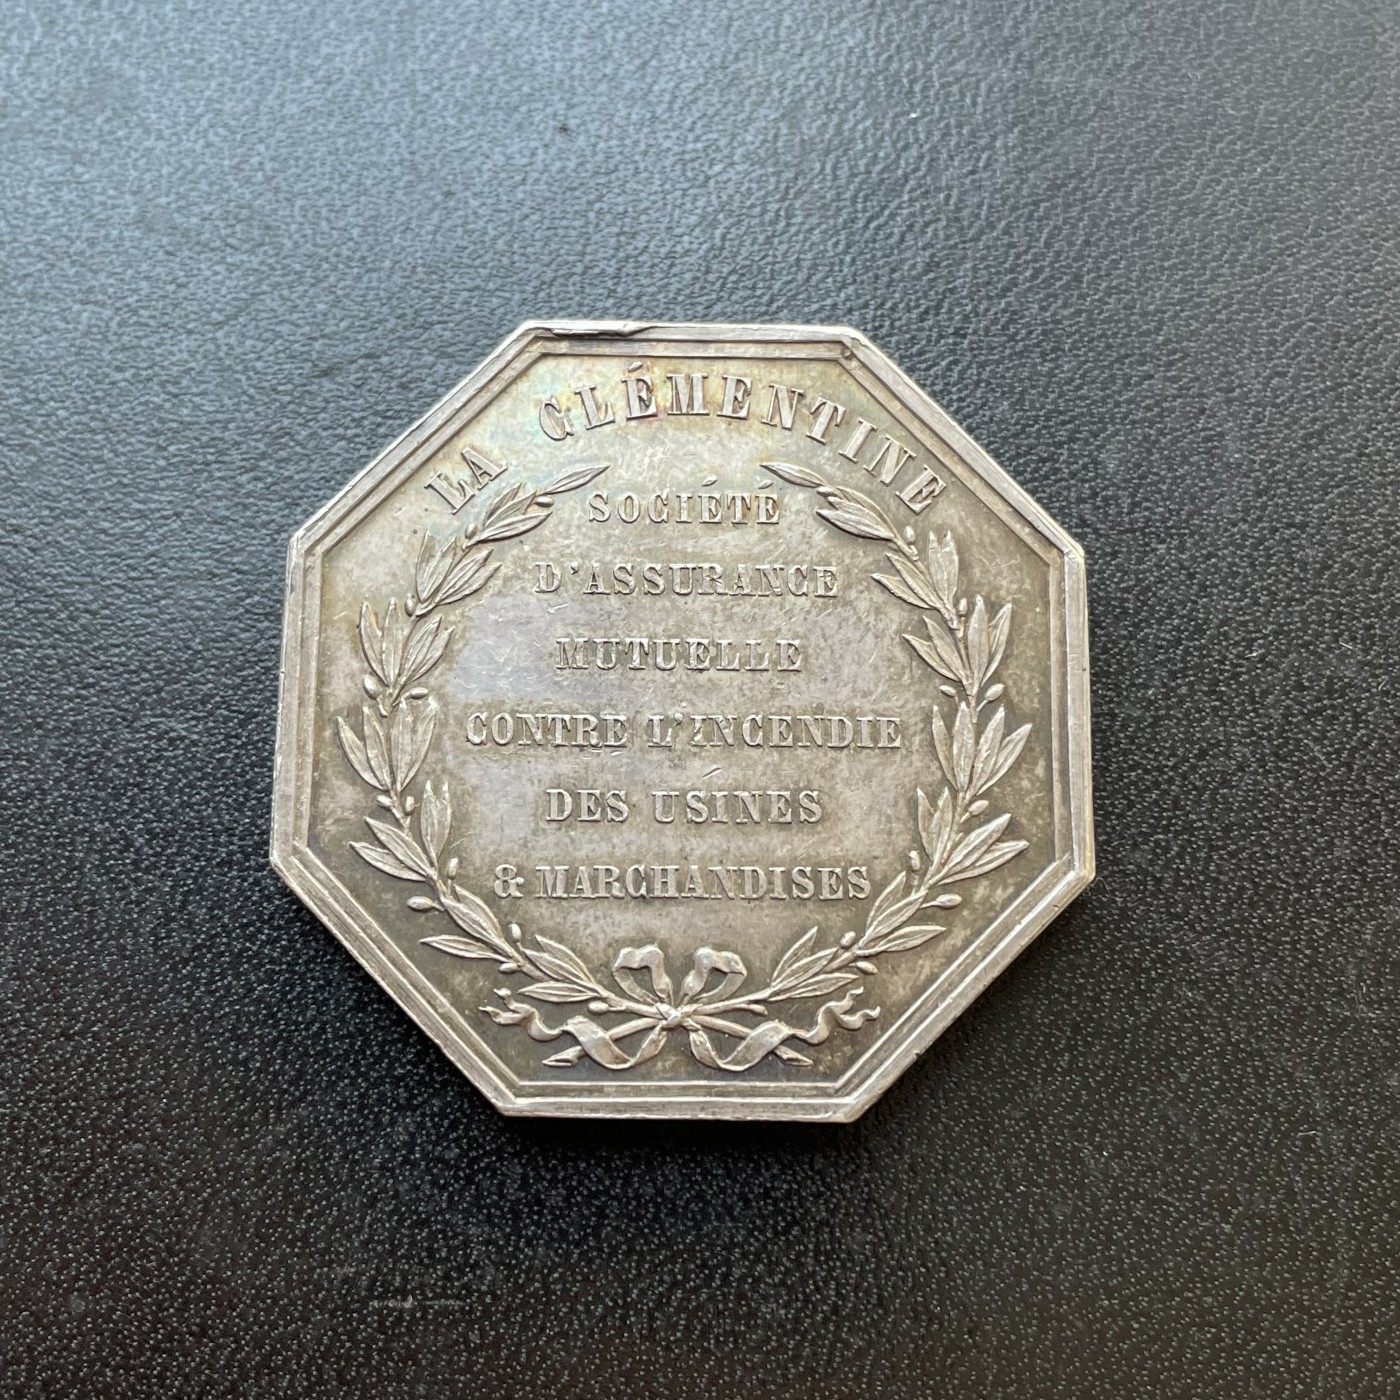 LA CLÉMENTINE
SOCIÉTÉ
D'ASSURANCE
MUTUELLE
CONTRE L'INCENDIE
DES USINES
& MARCHANDISES